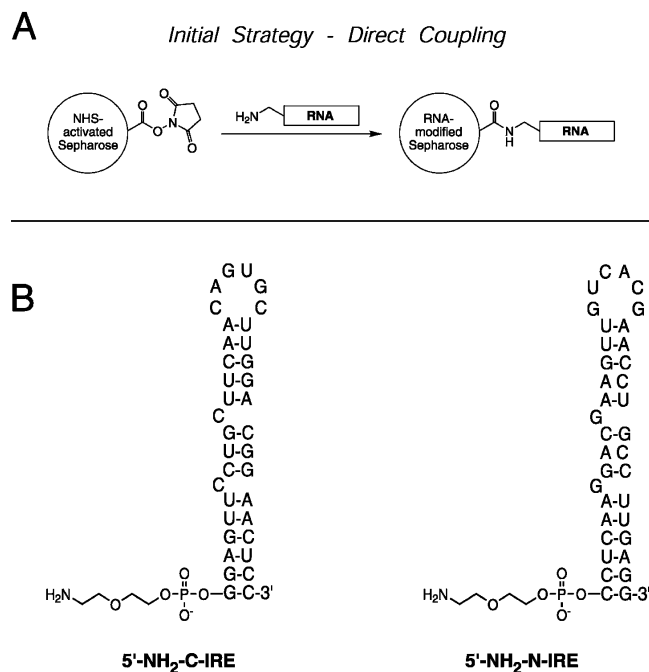 A
Initial Strategy - Direct Coupling
NHS-
activated
Sepharose
O
O
O
N
O
H₂N
RNA
RNA-
modified
Sepharose
O
N
H
RNA
B
G U
A G
C C
A-U
A-U
C-G
U-G
U-A
C
G C
U-G
C-G
C
U A
U-A
G-C
A-U
G-C
H₂N O O O P O⁻ O G-C-3'
5'-NH₂-C-IRE
C A
U C
G G
U-A
U-A
G-C
A-C
A-U
G
C G
A-C
G-C
G
A U
A-U
C-G
U-A
C-G
H₂N O O O P O⁻ O C-G-3'
5'-NH₂-N-IRE